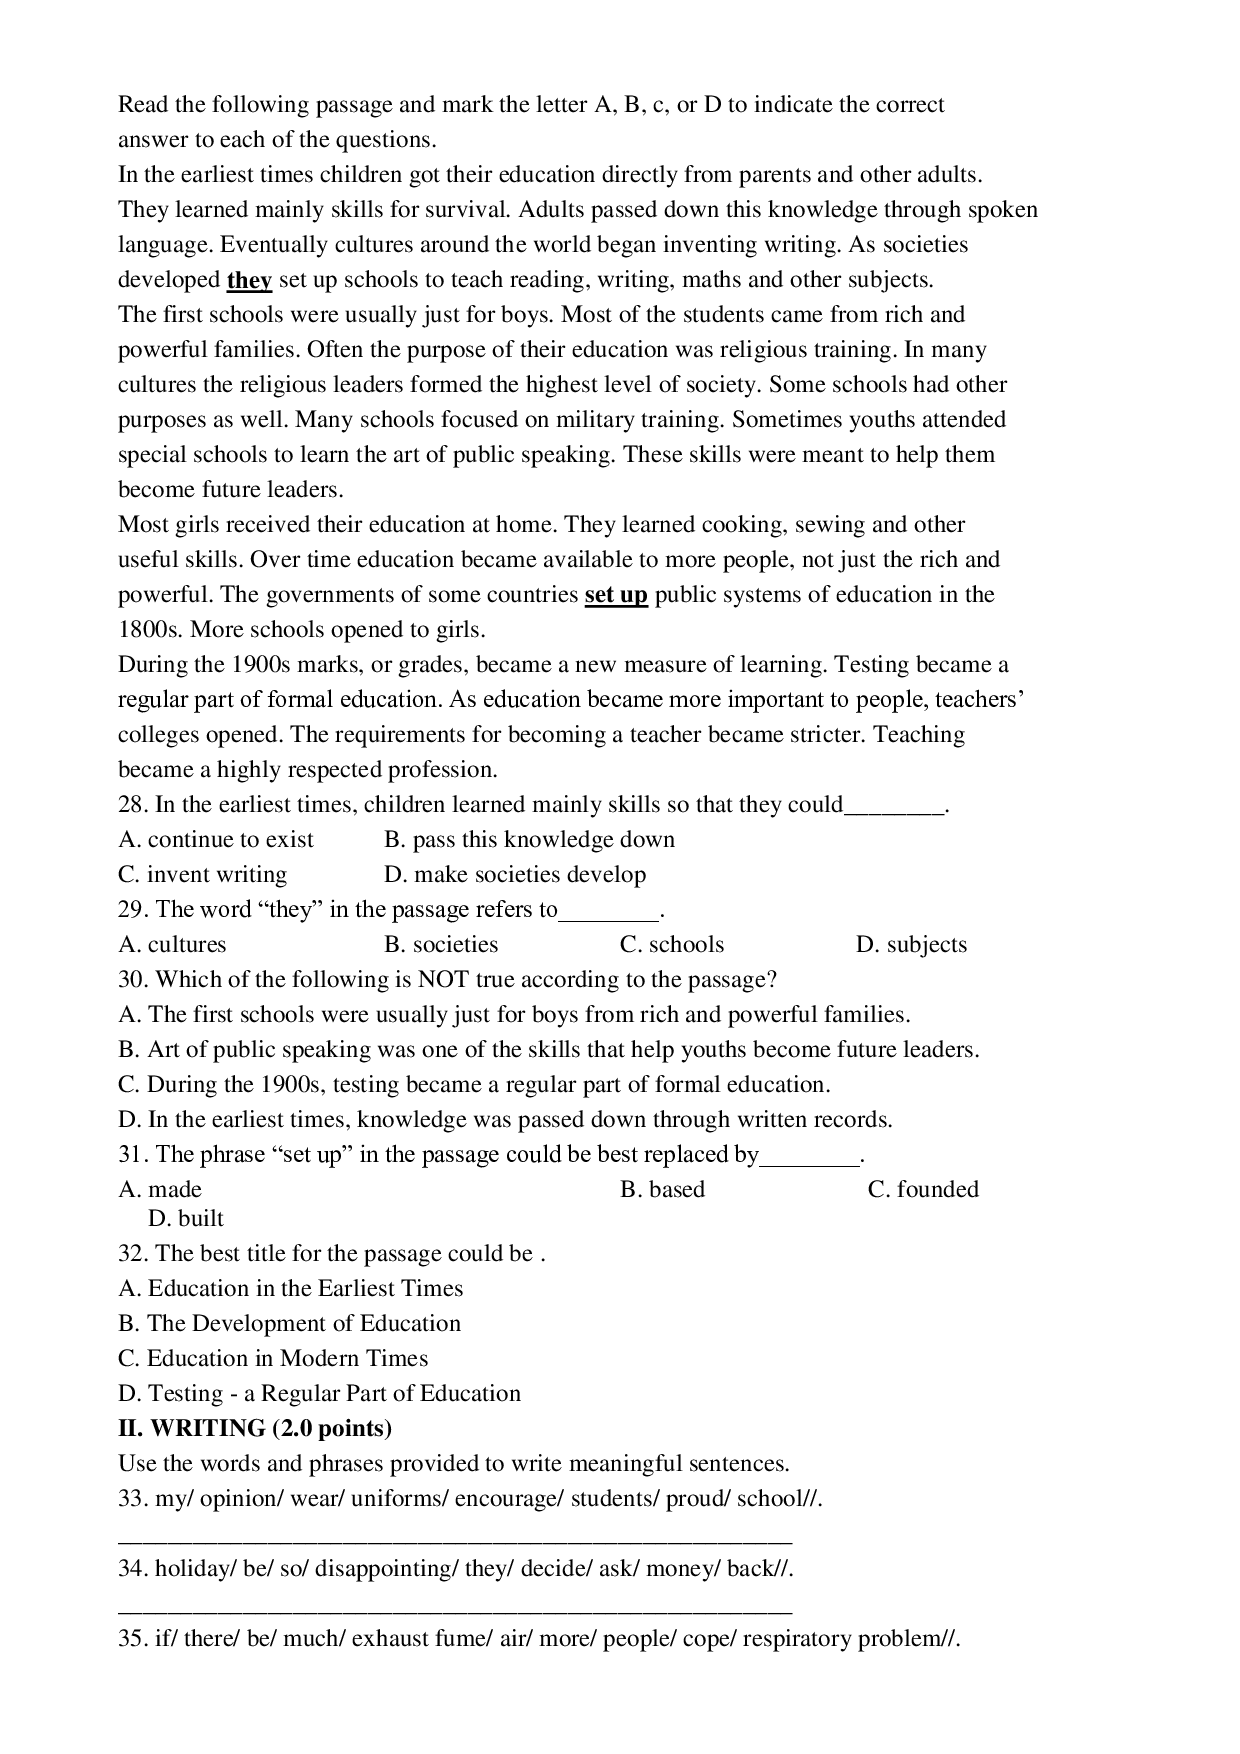 Read the following passage and mark the letter A, B, c, or D to indicate the correct
answer to each of the questions.
In the earliest times children got their education directly from parents and other adults.
They learned mainly skills for survival. Adults passed down this knowledge through spoken
language. Eventually cultures around the world began inventing writing. As societies
developed they set up schools to teach reading, writing, maths and other subjects.
The first schools were usually just for boys. Most of the students came from rich and
powerful families. Often the purpose of their education was religious training. In many
cultures the religious leaders formed the highest level of society. Some schools had other
purposes as well. Many schools focused on military training. Sometimes youths attended
special schools to learn the art of public speaking. These skills were meant to help them
become future leaders.
Most girls received their education at home. They learned cooking, sewing and other
useful skills. Over time education became available to more people, not just the rich and
powerful. The governments of some countries set up public systems of education in the
1800s. More schools opened to girls.
During the 1900s marks, or grades, became a new measure of learning. Testing became a
regular part of formal education. As education became more important to people, teachers’
colleges opened. The requirements for becoming a teacher became stricter. Teaching
became a highly respected profession.
28. In the earliest times, children learned mainly skills so that they could________.
A. continue to exist B. pass this knowledge down
C. invent writing D. make societies develop
29. The word “they” in the passage refers to________.
A. cultures B. societies C. schools D. subjects
30. Which of the following is NOT true according to the passage?
A. The first schools were usually just for boys from rich and powerful families.
B. Art of public speaking was one of the skills that help youths become future leaders.
C. During the 1900s, testing became a regular part of formal education.
D. In the earliest times, knowledge was passed down through written records.
31. The phrase “set up” in the passage could be best replaced by________.
A. made B. based C. founded
D. built
32. The best title for the passage could be .
A. Education in the Earliest Times
B. The Development of Education
C. Education in Modern Times
D. Testing - a Regular Part of Education
II. WRITING (2.0 points)
Use the words and phrases provided to write meaningful sentences.
33. my/ opinion/ wear/ uniforms/ encourage/ students/ proud/ school//.
______________________________________________________
34. holiday/ be/ so/ disappointing/ they/ decide/ ask/ money/ back//.
______________________________________________________
35. if/ there/ be/ much/ exhaust fume/ air/ more/ people/ cope/ respiratory problem//.